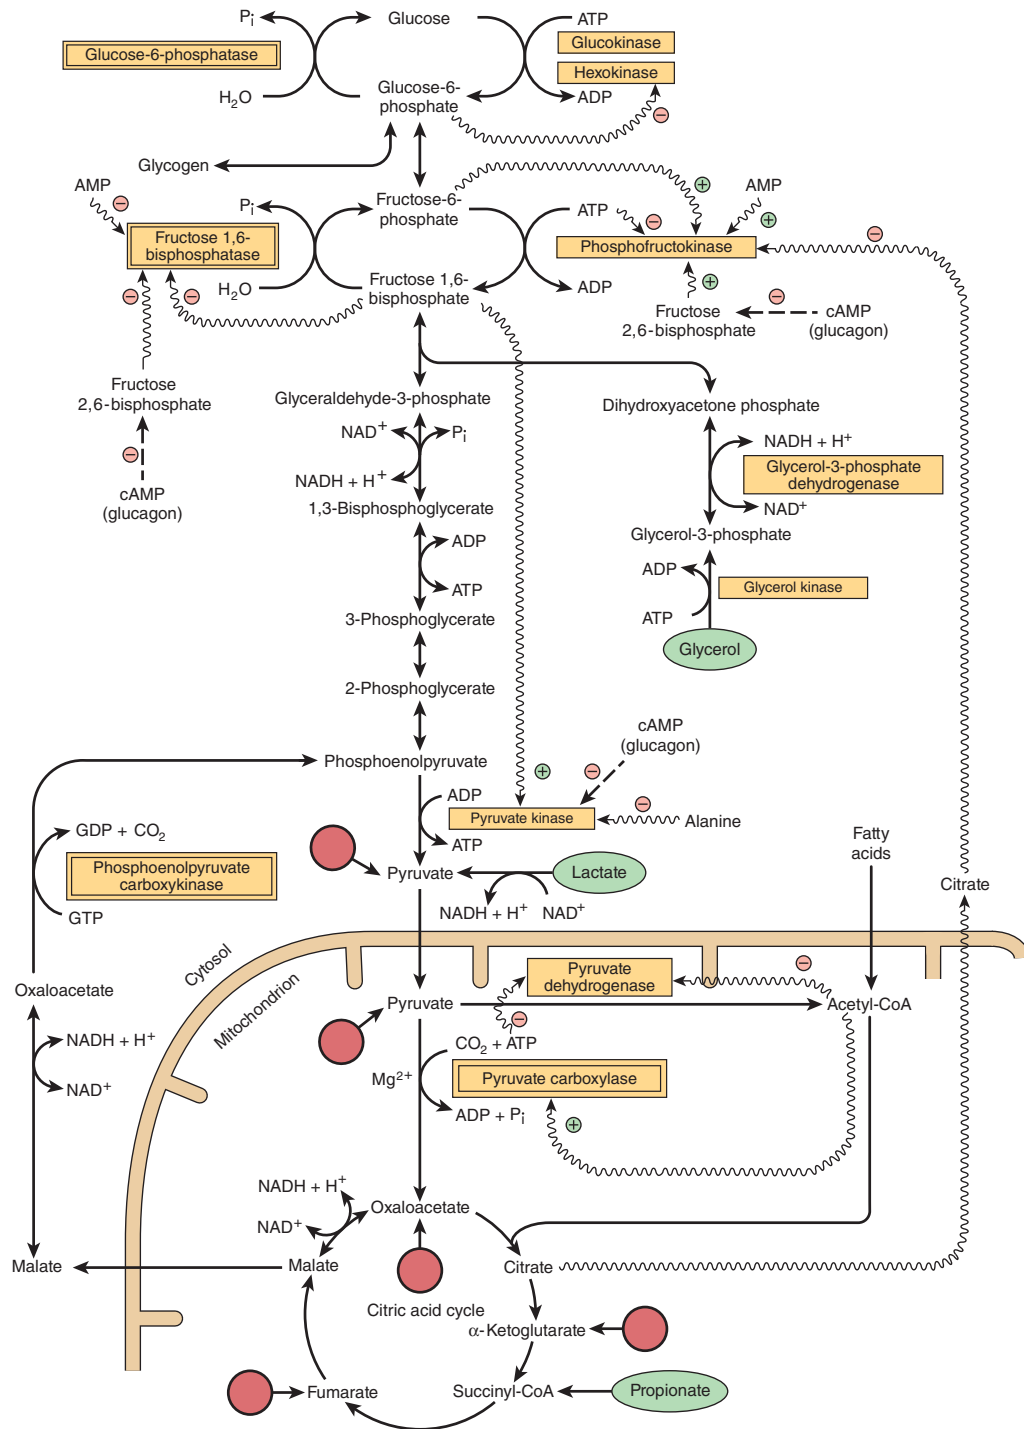 Pi
Glucose
ATP
Glucose-6-phosphatase
Glucokinase
Hexokinase
H2O
Glucose-6-
phosphate
ADP
−
Glycogen
AMP
−
Pi
Fructose-6-
phosphate
+
AMP
+
ATP
−
−
Fructose 1,6-
bisphosphatase
Phosphofructokinase
H2O
Fructose 1,6-
bisphosphate
ADP
+
−
−
−
Fructose
2,6-bisphosphate
cAMP
(glucagon)
Fructose
2,6-bisphosphate
Glyceraldehyde-3-phosphate
Dihydroxyacetone phosphate
−
NAD+
Pi
NADH + H+
NADH + H+
Glycerol-3-phosphate
dehydrogenase
cAMP
(glucagon)
1,3-Bisphosphoglycerate
NAD+
ADP
Glycerol-3-phosphate
ATP
ADP
Glycerol kinase
3-Phosphoglycerate
ATP
Glycerol
2-Phosphoglycerate
cAMP
(glucagon)
Phosphoenolpyruvate
+
−
ADP
−
Pyruvate kinase
Alanine
GDP + CO2
ATP
Fatty
acids
Phosphoenolpyruvate
carboxykinase
Pyruvate
Lactate
Citrate
GTP
NADH + H+
NAD+
Cytosol
Mitochondrion
Oxaloacetate
Pyruvate
dehydrogenase
−
Pyruvate
−
Acetyl-CoA
NADH + H+
CO2 + ATP
Mg2+
Pyruvate carboxylase
NAD+
ADP + Pi
+
NADH + H+
Oxaloacetate
NAD+
Malate
Malate
Citrate
Citric acid cycle
α-Ketoglutarate
Fumarate
Succinyl-CoA
Propionate